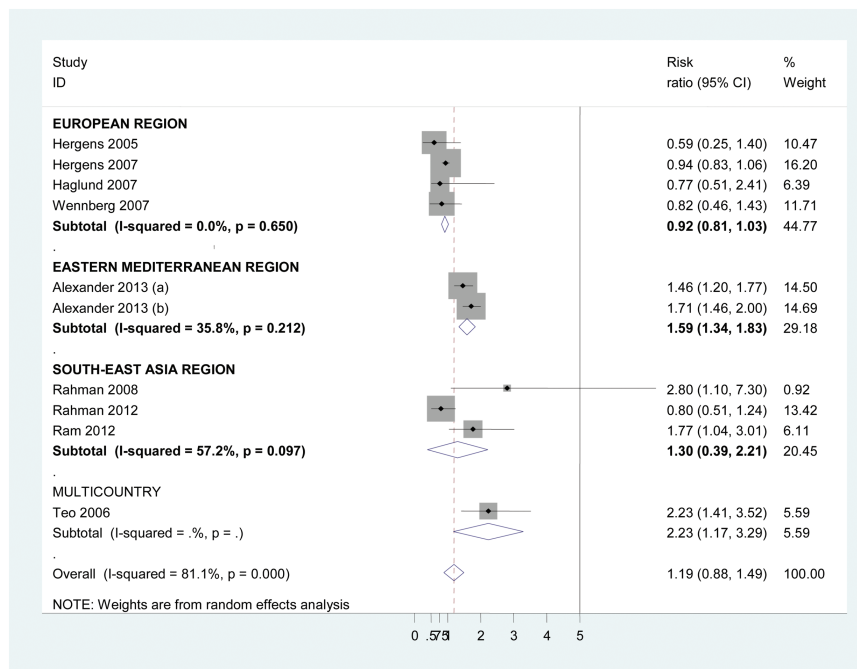 Study Risk %
ID ratio (95% CI) Weight
EUROPEAN REGION
Hergens 2005 0.59 (0.25, 1.40) 10.47
Hergens 2007 0.94 (0.83, 1.06) 16.20
Haglund 2007 0.77 (0.51, 2.41) 6.39
Wennberg 2007 0.82 (0.46, 1.43) 11.71
Subtotal (I-squared = 0.0%, p = 0.650) 0.92 (0.81, 1.03) 44.77
.
EASTERN MEDITERRANEAN REGION
Alexander 2013 (a) 1.46 (1.20, 1.77) 14.50
Alexander 2013 (b) 1.71 (1.46, 2.00) 14.69
Subtotal (I-squared = 35.8%, p = 0.212) 1.59 (1.34, 1.83) 29.18
.
SOUTH-EAST ASIA REGION
Rahman 2008 2.80 (1.10, 7.30) 0.92
Rahman 2012 0.80 (0.51, 1.24) 13.42
Ram 2012 1.77 (1.04, 3.01) 6.11
Subtotal (I-squared = 57.2%, p = 0.097) 1.30 (0.39, 2.21) 20.45
.
MULTICOUNTRY
Teo 2006 2.23 (1.41, 3.52) 5.59
Subtotal (I-squared = .%, p = .) 2.23 (1.17, 3.29) 5.59
.
Overall (I-squared = 81.1%, p = 0.000) 1.19 (0.88, 1.49) 100.00
NOTE: Weights are from random effects analysis
0 .5 .75 1 2 3 4 5